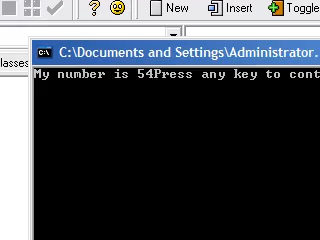 New Insert Toggle
C:\Documents and Settings\Administrator.
lasses
My number is 54Press any key to cont